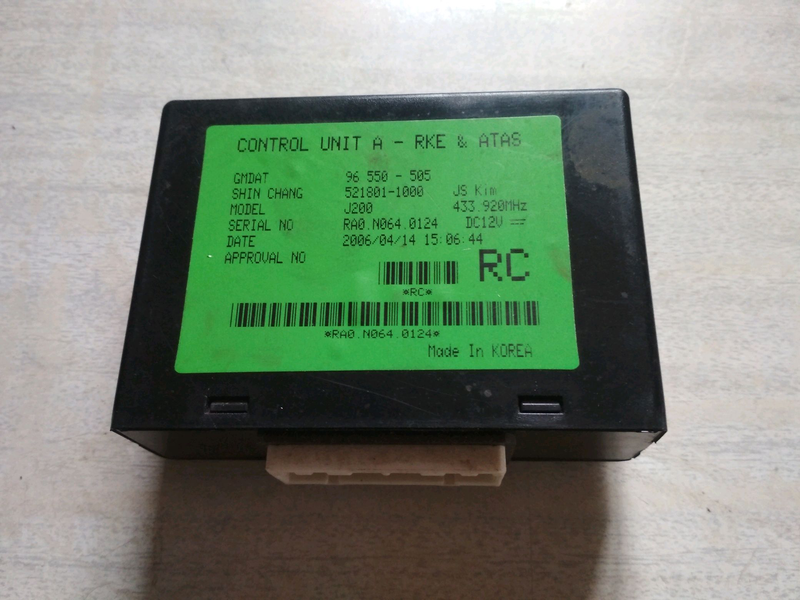 CONTROL UNIT A - RKE & ATAS
GMDAT 96 550 - 505
SHIN CHANG 521801-1000 JS Kim
MODEL J200 433.920MHz
SERIAL NO RA0.N064.0124 DC12V
DATE 2006/04/14 15:06:44
APPROVAL NO
RC
*RC*
*RA0.N064.0124*
Made In KOREA